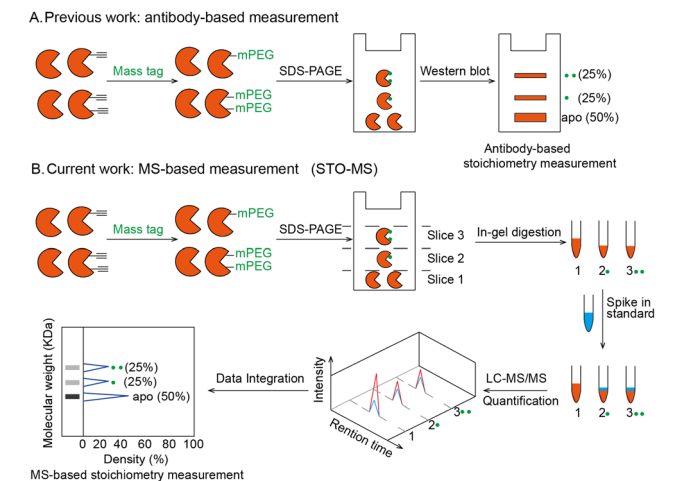 A. Previous work: antibody-based measurement
Mass tag
mPEG
mPEG
mPEG
SDS-PAGE
Western blot
(25%)
(25%)
apo (50%)
Antibody-based
stoichiometry measurement
B. Current work: MS-based measurement (STO-MS)
Mass tag
mPEG
mPEG
mPEG
SDS-PAGE
Slice 3
Slice 2
Slice 1
In-gel digestion
1 2 3
Spike in
standard
1 2 3
LC-MS/MS
Quantification
Intensity
Rention time
1 2 3
Data Integration
Molecular weight (KDa)
(25%)
(25%)
apo (50%)
0 20 40 60 80 100
Density (%)
MS-based stoichiometry measurement